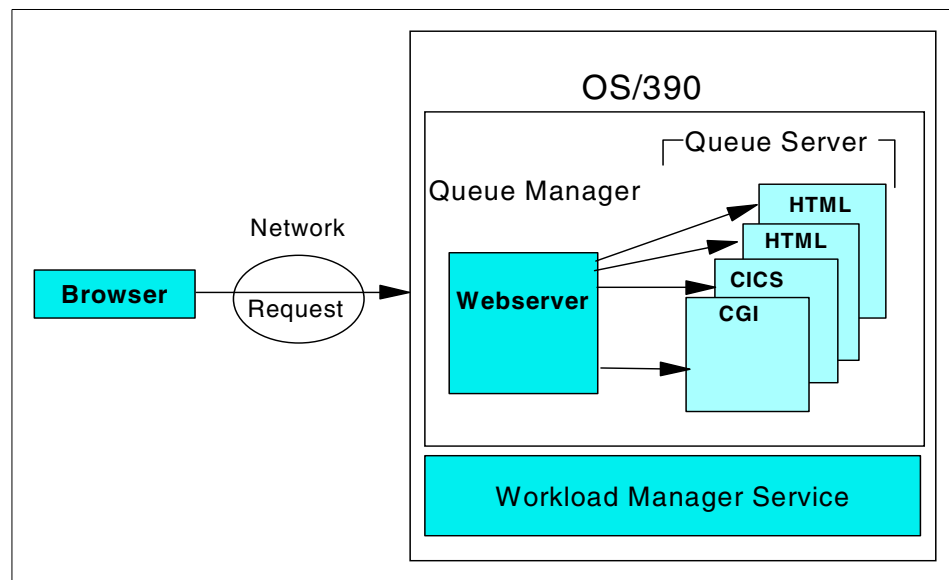 OS/390
Queue Server
Queue Manager
HTML
Network
HTML
CICS
Browser
Request
Webserver
CGI
Workload Manager Service